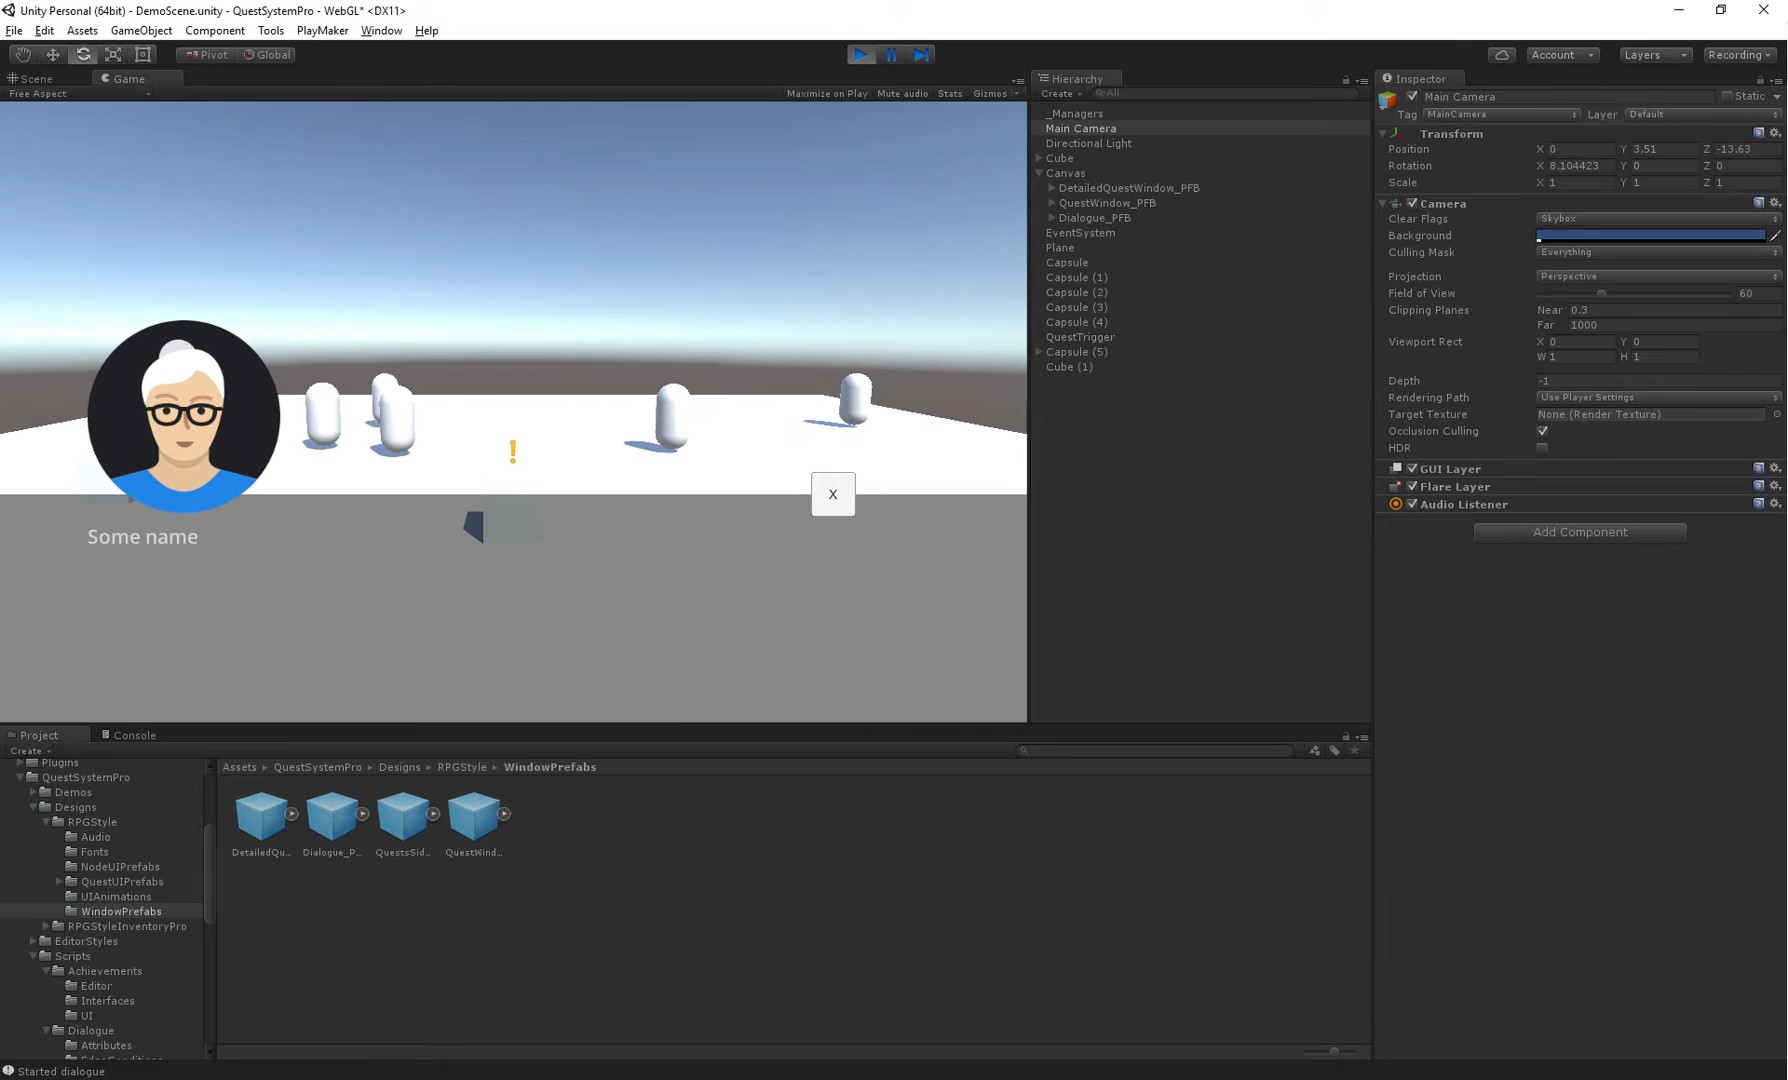 Unity Personal (64bit) - DemoScene.unity - QuestSystemPro - WebGL* <DX11>
File Edit Assets GameObject Component Tools PlayMaker Window Help
Pivot Global Account Layers Recording
Scene Game
Free Aspect Maximize on Play Mute audio Stats Gizmos
!
X
Some name
Hierarchy
Create All
_Managers
Main Camera
Directional Light
Cube
Canvas
DetailedQuestWindow_PFB
QuestWindow_PFB
Dialogue_PFB
EventSystem
Plane
Capsule
Capsule (1)
Capsule (2)
Capsule (3)
Capsule (4)
QuestTrigger
Capsule (5)
Cube (1)
Inspector
Main Camera Static
Tag MainCamera Layer Default
Transform
Position X 0 Y 3.51 Z -13.63
Rotation X 8.104423 Y 0 Z 0
Scale X 1 Y 1 Z 1
Camera
Clear Flags Skybox
Background
Culling Mask Everything
Projection Perspective
Field of View 60
Clipping Planes Near 0.3
Far 1000
Viewport Rect X 0 Y 0
W 1 H 1
Depth -1
Rendering Path Use Player Settings
Target Texture None (Render Texture)
Occlusion Culling
HDR
GUI Layer
Flare Layer
Audio Listener
Add Component
Project Console
Create
Plugins
QuestSystemPro
Demos
Designs
RPGStyle
Audio
Fonts
NodeUIPrefabs
QuestUIPrefabs
UIAnimations
WindowPrefabs
RPGStyleInventoryPro
EditorStyles
Scripts
Achievements
Editor
Interfaces
UI
Dialogue
Attributes
EdgeConditions
Assets QuestSystemPro Designs RPGStyle WindowPrefabs
DetailedQu... Dialogue_P... QuestsSid... QuestWind...
Started dialogue